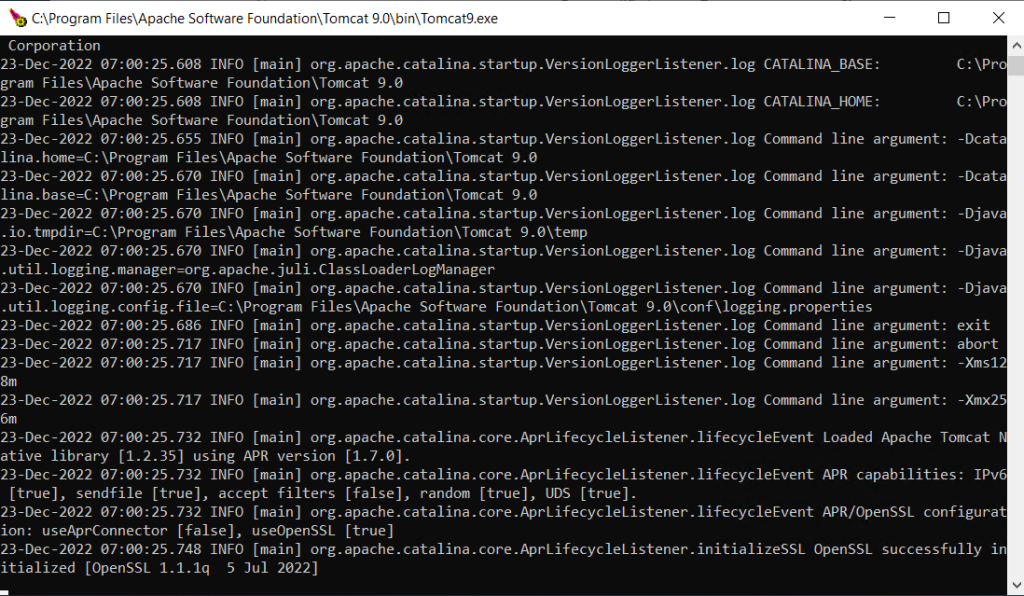 C:\Program Files\Apache Software Foundation\Tomcat 9.0\bin\Tomcat9.exe
 Corporation
23-Dec-2022 07:00:25.608 INFO [main] org.apache.catalina.startup.VersionLoggerListener.log CATALINA_BASE:         C:\Pro
gram Files\Apache Software Foundation\Tomcat 9.0
23-Dec-2022 07:00:25.608 INFO [main] org.apache.catalina.startup.VersionLoggerListener.log CATALINA_HOME:         C:\Pro
gram Files\Apache Software Foundation\Tomcat 9.0
23-Dec-2022 07:00:25.655 INFO [main] org.apache.catalina.startup.VersionLoggerListener.log Command line argument: -Dcata
lina.home=C:\Program Files\Apache Software Foundation\Tomcat 9.0
23-Dec-2022 07:00:25.670 INFO [main] org.apache.catalina.startup.VersionLoggerListener.log Command line argument: -Dcata
lina.base=C:\Program Files\Apache Software Foundation\Tomcat 9.0
23-Dec-2022 07:00:25.670 INFO [main] org.apache.catalina.startup.VersionLoggerListener.log Command line argument: -Djava
.io.tmpdir=C:\Program Files\Apache Software Foundation\Tomcat 9.0\temp
23-Dec-2022 07:00:25.670 INFO [main] org.apache.catalina.startup.VersionLoggerListener.log Command line argument: -Djava
.util.logging.manager=org.apache.juli.ClassLoaderLogManager
23-Dec-2022 07:00:25.670 INFO [main] org.apache.catalina.startup.VersionLoggerListener.log Command line argument: -Djava
.util.logging.config.file=C:\Program Files\Apache Software Foundation\Tomcat 9.0\conf\logging.properties
23-Dec-2022 07:00:25.686 INFO [main] org.apache.catalina.startup.VersionLoggerListener.log Command line argument: exit
23-Dec-2022 07:00:25.717 INFO [main] org.apache.catalina.startup.VersionLoggerListener.log Command line argument: abort
23-Dec-2022 07:00:25.717 INFO [main] org.apache.catalina.startup.VersionLoggerListener.log Command line argument: -Xms12
8m
23-Dec-2022 07:00:25.717 INFO [main] org.apache.catalina.startup.VersionLoggerListener.log Command line argument: -Xmx25
6m
23-Dec-2022 07:00:25.732 INFO [main] org.apache.catalina.core.AprLifecycleListener.lifecycleEvent Loaded Apache Tomcat N
ative library [1.2.35] using APR version [1.7.0].
23-Dec-2022 07:00:25.732 INFO [main] org.apache.catalina.core.AprLifecycleListener.lifecycleEvent APR capabilities: IPv6
 [true], sendfile [true], accept filters [false], random [true], UDS [true].
23-Dec-2022 07:00:25.732 INFO [main] org.apache.catalina.core.AprLifecycleListener.lifecycleEvent APR/OpenSSL configurat
ion: useAprConnector [false], useOpenSSL [true]
23-Dec-2022 07:00:25.748 INFO [main] org.apache.catalina.core.AprLifecycleListener.initializeSSL OpenSSL successfully in
itialized [OpenSSL 1.1.1q  5 Jul 2022]